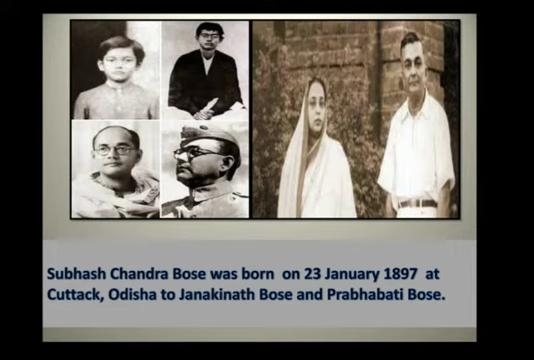 Subhash Chandra Bose was born on 23 January 1897 at
Cuttack, Odisha to Janakinath Bose and Prabhabati Bose.